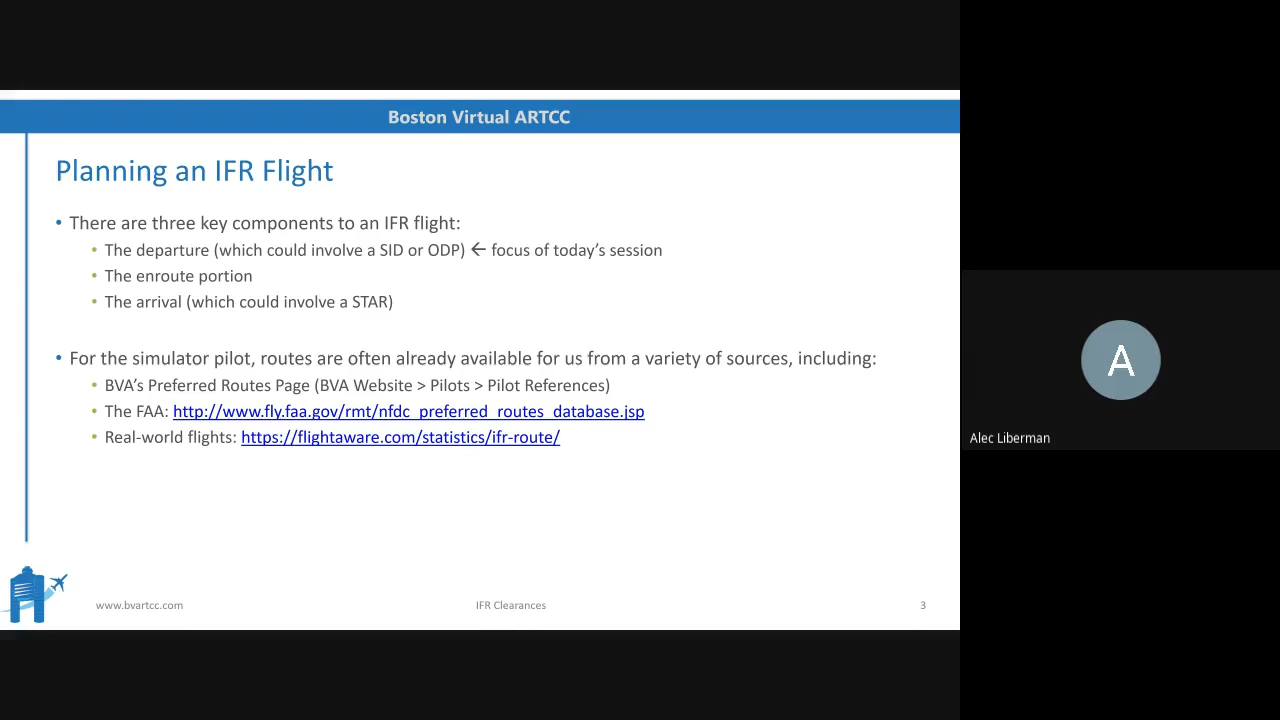 Boston Virtual ARTCC
Planning an IFR Flight
• There are three key components to an IFR flight:
• The departure (which could involve a SID or ODP) ← focus of today's session
• The enroute portion
• The arrival (which could involve a STAR)
• For the simulator pilot, routes are often already available for us from a variety of sources, including:
• BVA's Preferred Routes Page (BVA Website > Pilots > Pilot References)
• The FAA: http://www.fly.faa.gov/rmt/nfdc_preferred_routes_database.jsp
• Real-world flights: https://flightaware.com/statistics/ifr-route/
www.bvartcc.com
IFR Clearances
3
A
Alec Liberman